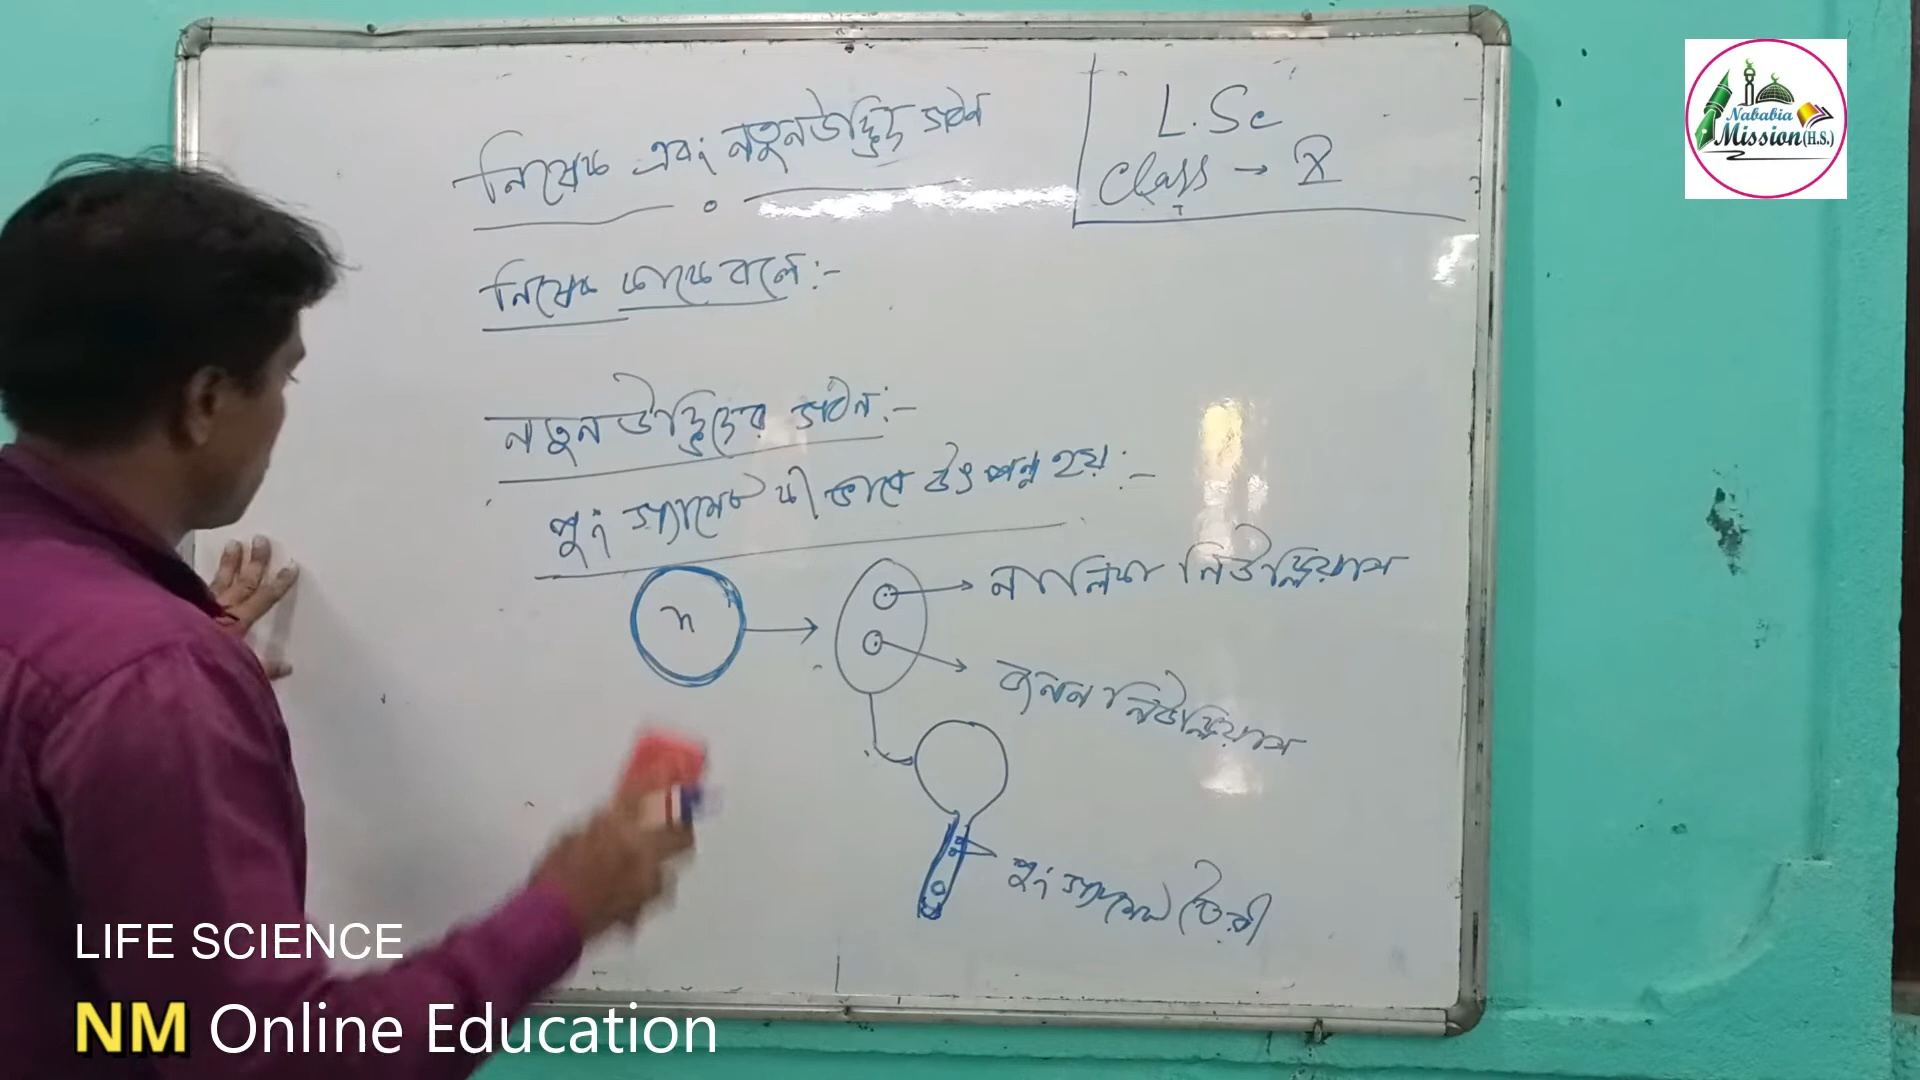 নিষেক এবং নতুন উদ্ভিদ গঠন
L.Sc
Class → X
নিষেক কাকে বলে:-
নতুন উদ্ভিদের গঠন:-
পুং গ্যামেট কী ভাবে উৎপন্ন হয়:-
n
নালিকা নিউক্লিয়াস
জনন নিউক্লিয়াস
পুং গ্যামেট তৈরী
Nababia
Mission (H.S.)
LIFE SCIENCE
NM Online Education